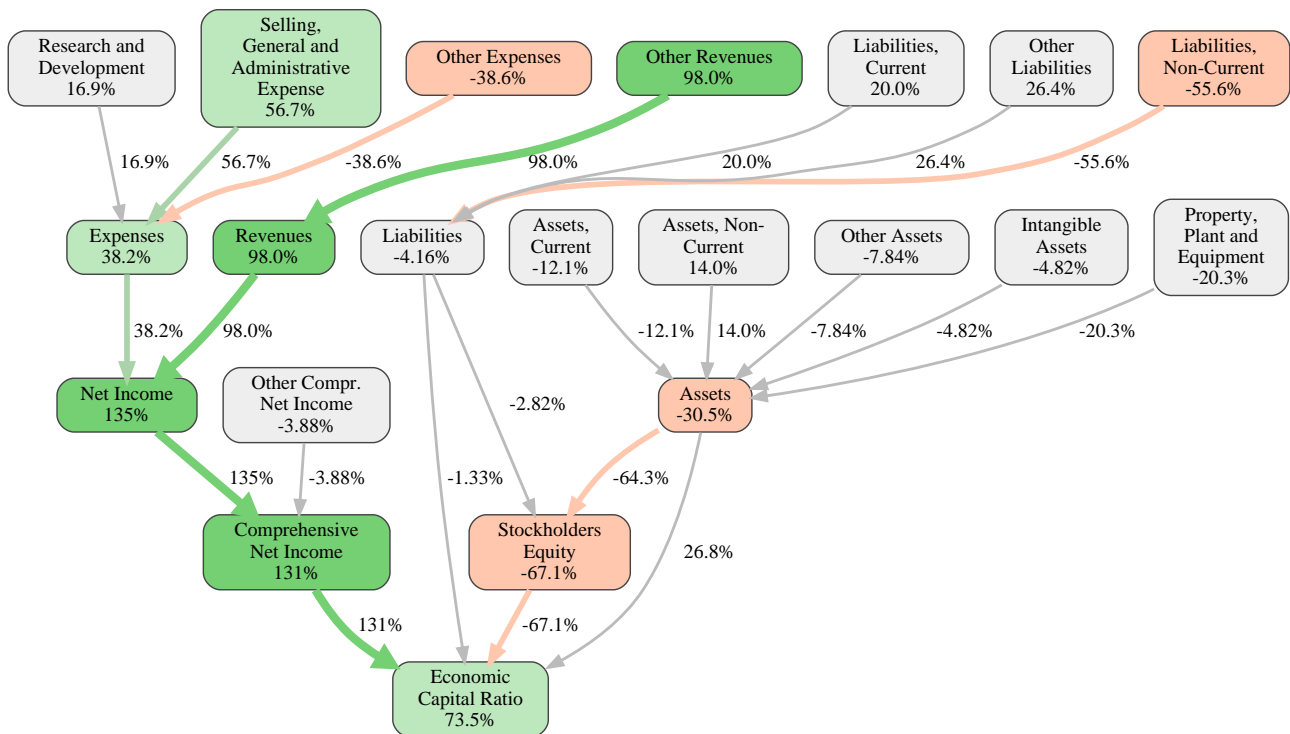 Research and
Development
16.9%
Selling,
General and
Administrative
Expense
56.7%
Other Expenses
-38.6%
Other Revenues
98.0%
Liabilities,
Current
20.0%
Other
Liabilities
26.4%
Liabilities,
Non-Current
-55.6%
16.9%
56.7%
-38.6%
98.0%
20.0%
26.4%
-55.6%
Expenses
38.2%
Revenues
98.0%
Liabilities
-4.16%
Assets,
Current
-12.1%
Assets, Non-
Current
14.0%
Other Assets
-7.84%
Intangible
Assets
-4.82%
Property,
Plant and
Equipment
-20.3%
38.2%
98.0%
-12.1%
14.0%
-7.84%
-4.82%
-20.3%
Net Income
135%
Other Compr.
Net Income
-3.88%
-2.82%
Assets
-30.5%
135%
-3.88%
-1.33%
-64.3%
Comprehensive
Net Income
131%
Stockholders
Equity
-67.1%
26.8%
131%
-67.1%
Economic
Capital Ratio
73.5%